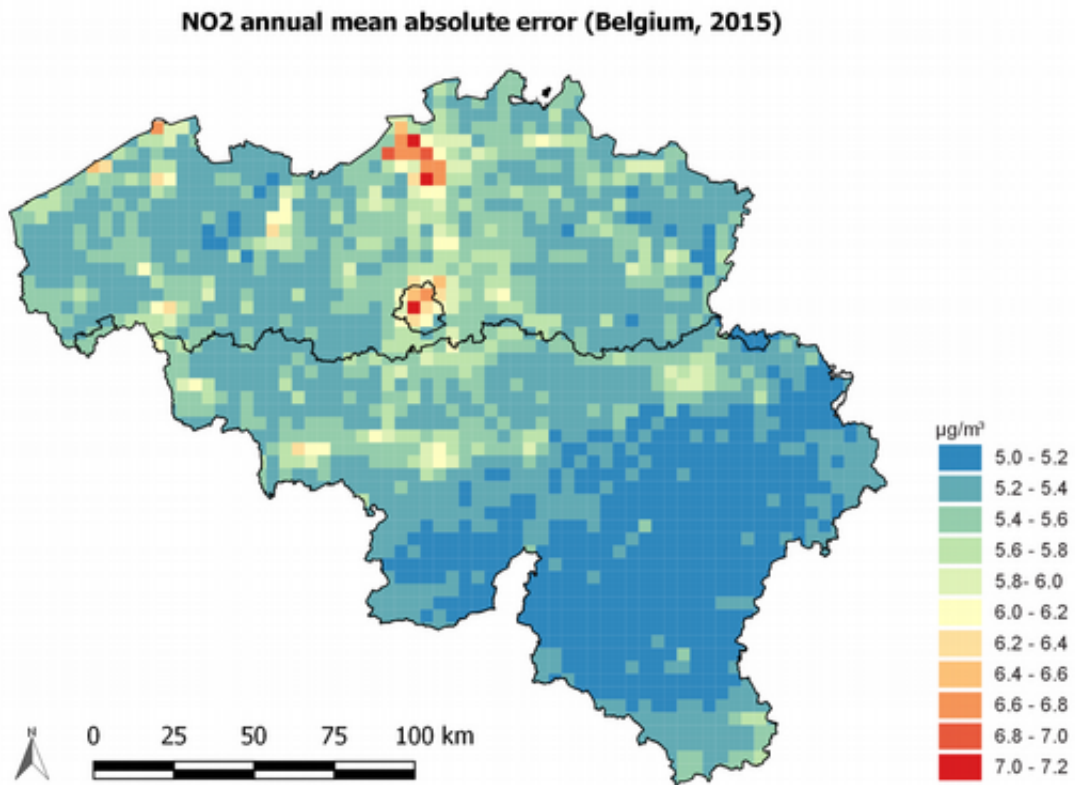 NO2 annual mean absolute error (Belgium, 2015)
µg/m³
5.0 - 5.2
5.2 - 5.4
5.4 - 5.6
5.6 - 5.8
5.8- 6.0
6.0 - 6.2
6.2 - 6.4
6.4 - 6.6
6.6 - 6.8
6.8 - 7.0
7.0 - 7.2
N
0 25 50 75 100 km